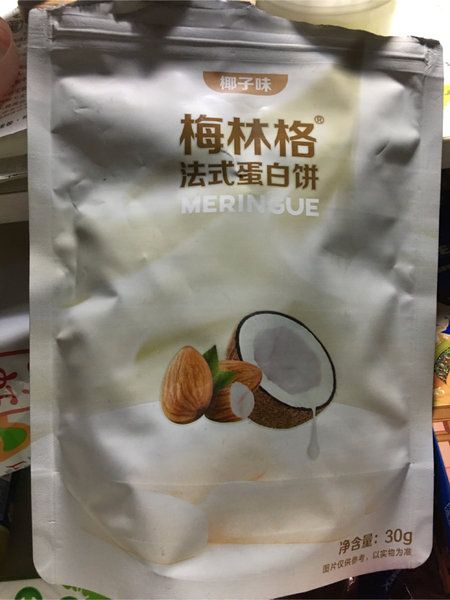 椰子味
梅林格®
法式蛋白饼
MERINGUE
净含量：30g
图片仅供参考，以实物为准